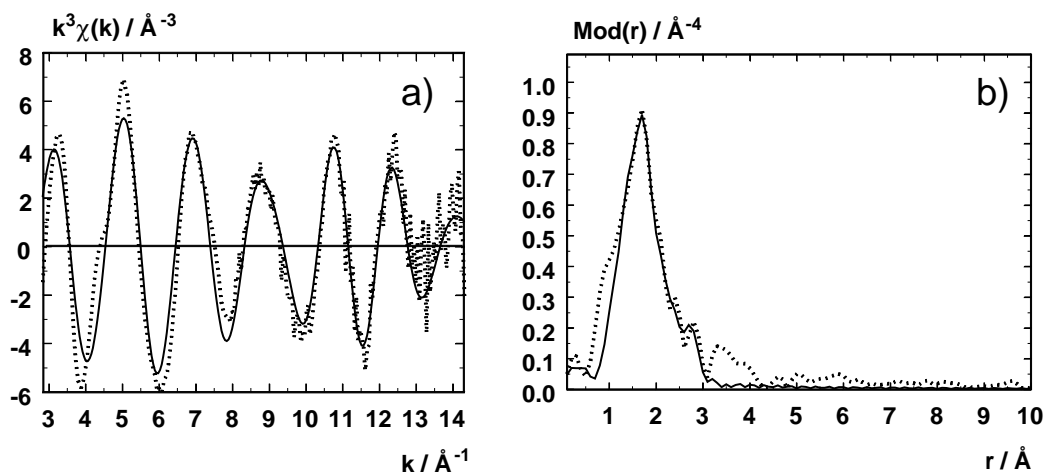 k³χ(k) / Å⁻³
8
6
4
2
0
-2
-4
-6
a)
3 4 5 6 7 8 9 10 11 12 13 14
k / Å⁻¹
Mod(r) / Å⁻⁴
1.0
0.9
0.8
0.7
0.6
0.5
0.4
0.3
0.2
0.1
0.0
b)
1 2 3 4 5 6 7 8 9 10
r / Å